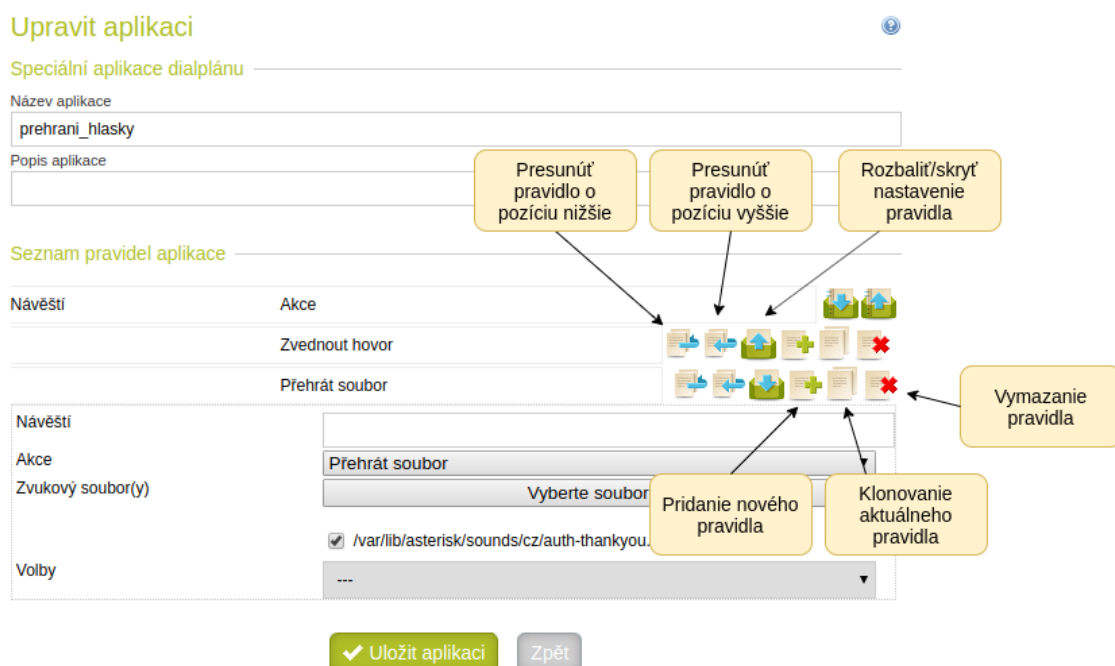 Upravit aplikaci
Speciální aplikace dialplánu
Název aplikace
prehrani_hlasky
Popis aplikace
Presunúť
pravidlo o
pozíciu nižšie
Presunúť
pravidlo o
pozíciu vyššie
Rozbaliť/skryť
nastavenie
pravidla
Seznam pravidel aplikace
Návěští
Akce
Zvednout hovor
Přehrát soubor
Vymazanie
pravidla
Návěští
Akce
Přehrát soubor
Zvukový soubor(y)
Vyberte soubor
Pridanie nového
pravidla
Klonovanie
aktuálneho
pravidla
/var/lib/asterisk/sounds/cz/auth-thankyou.
Volby
---
Uložit aplikaci
Zpět